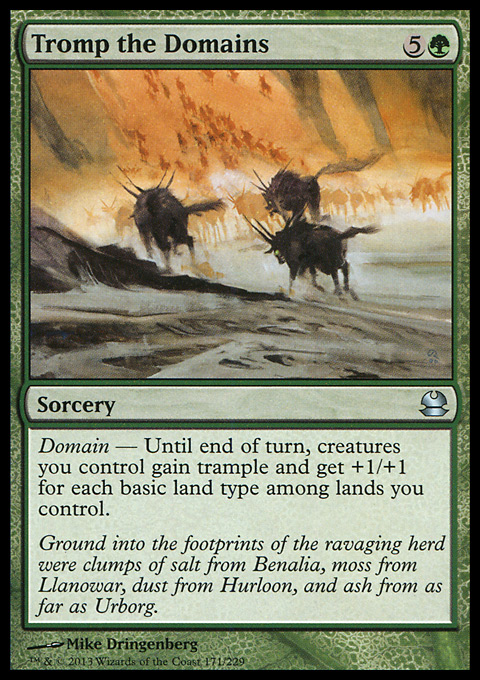 Tromp the Domains 5
Sorcery
Domain — Until end of turn, creatures
you control gain trample and get +1/+1
for each basic land type among lands you
control.
Ground into the footprints of the ravaging herd
were clumps of salt from Benalia, moss from
Llanowar, dust from Hurloon, and ash from as
far as Urborg.
Mike Dringenberg
™ & © 2013 Wizards of the Coast 171/229